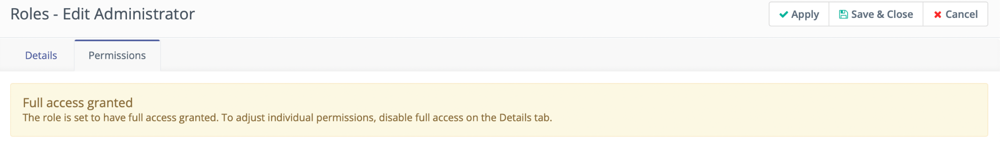 Roles - Edit Administrator
Apply
Save & Close
Cancel
Details
Permissions
Full access granted
The role is set to have full access granted. To adjust individual permissions, disable full access on the Details tab.